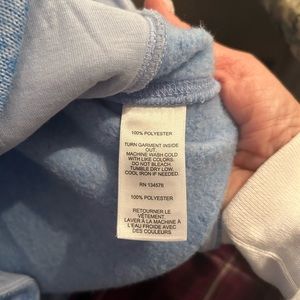 100% POLYESTER
TURN GARMENT INSIDE
OUT.
MACHINE WASH COLD
WITH LIKE COLORS.
DO NOT BLEACH.
TUMBLE DRY LOW.
COOL IRON IF NEEDED.
RN 134578
100% POLYESTER
RETOURNER LE
VÊTEMENT.
LAVER À LA MACHINE À
L'EAU FROIDE AVEC
DES COULEURS